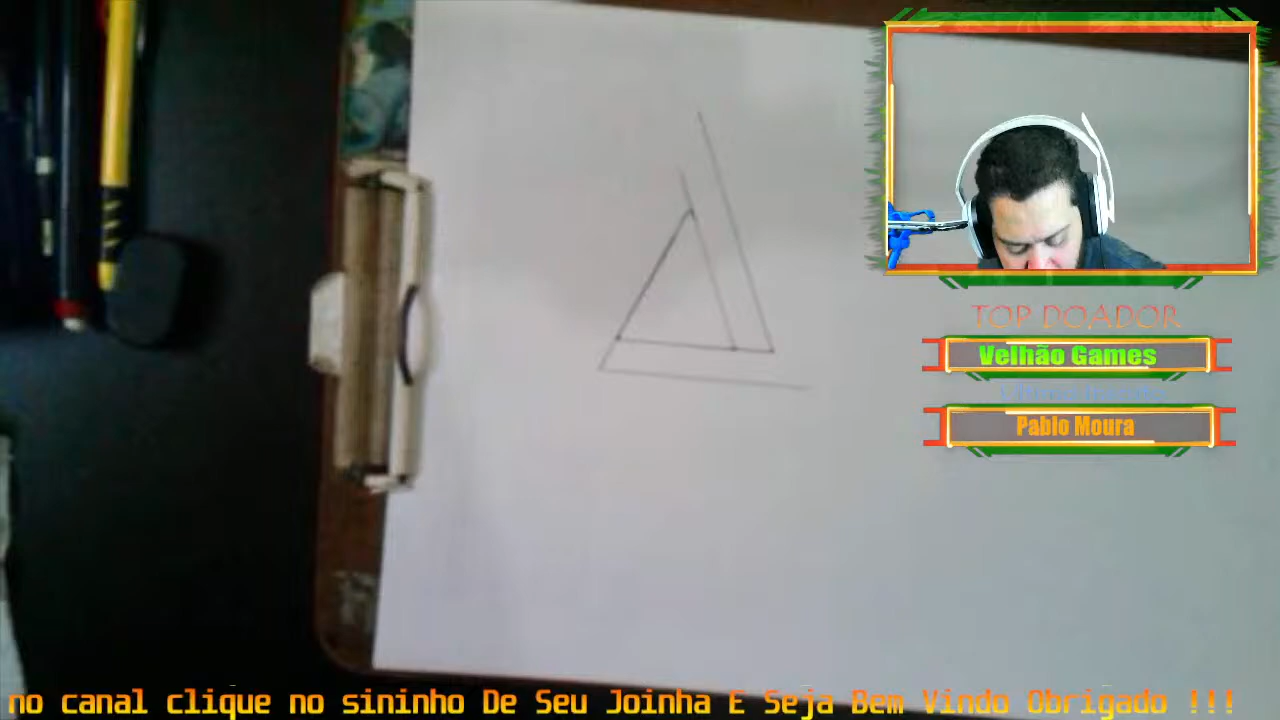 TOP DOADOR
Velhão Games
Pablo Moura
no canal clique no sininho De Seu Joinha E Seja Bem Vindo Obrigado !!!